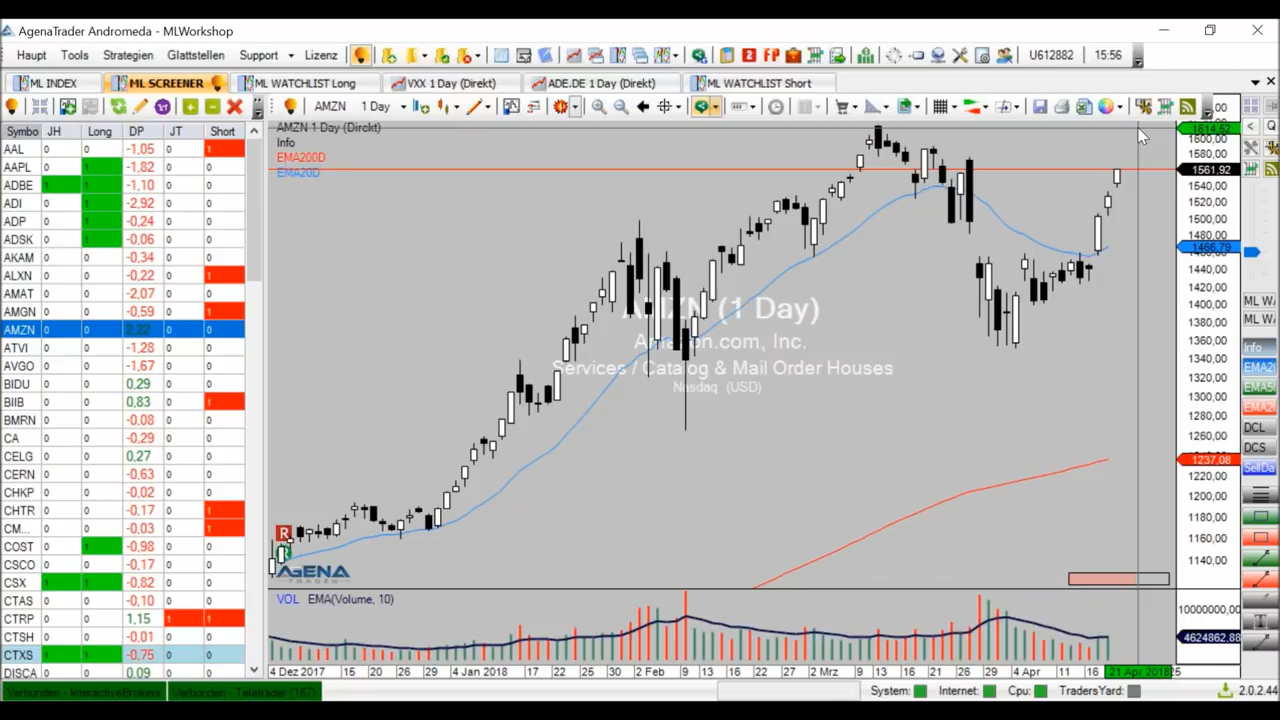 AgenaTrader Andromeda - MLWorkshop
Haupt Tools Strategien Glattstellen Support Lizenz U612882 15:56
ML INDEX ML SCREENER ML WATCHLIST Long VXX 1 Day (Direkt) ADE.DE 1 Day (Direkt) ML WATCHLIST Short
AMZN 1 Day
Symbo JH Long DP JT Short
AAL 0 0 -1,05 0 1
AAPL 0 1 -1,82 0 0
ADBE 1 1 -1,10 0 0
ADI 0 1 -2,92 0 0
ADP 0 1 -0,24 0 0
ADSK 0 1 -0,06 0 0
AKAM 0 0 -0,34 0 0
ALXN 0 0 -0,22 0 1
AMAT 0 0 -2,07 0 0
AMGN 0 0 -0,59 0 1
AMZN 0 0 2,22 0 0
ATVI 0 0 -1,28 0 0
AVGO 0 0 -1,67 0 0
BIDU 0 0 0,29 0 0
BIIB 0 0 0,83 0 1
BMRN 0 0 -0,08 0 0
CA 0 0 -0,29 0 0
CELG 0 0 0,27 0 0
CERN 0 0 -0,63 0 0
CHKP 0 0 -0,02 0 0
CHTR 0 0 -0,17 0 1
CM... 0 0 -0,03 0 1
COST 0 1 -0,98 0 0
CSCO 0 0 -0,17 0 0
CSX 1 1 -0,82 0 0
CTAS 0 0 -0,10 0 0
CTRP 0 0 1,15 1 1
CTSH 0 0 -0,01 0 0
CTXS 1 1 -0,75 0 0
DISCA 0 0 0,09 0 0
AMZN 1 Day (Direkt)
Info
EMA200D
EMA20D
AMZN (1 Day)
Amazon.com, Inc.
Services / Catalog & Mail Order Houses
Nasdaq (USD)
AGENA
TRADER
R
1614,52
1600,00
1580,00
1561,92
1540,00
1520,00
1500,00
1480,00
1466,79
1440,00
1420,00
1400,00
1380,00
1360,00
1340,00
1320,00
1300,00
1280,00
1260,00
1237,08
1220,00
1200,00
1180,00
1160,00
1140,00
VOL EMA(Volume, 10)
10000000,00
4624862,88
4 Dez 2017 15 20 26 29 4 Jan 2018 12 17 22 25 30 2 Feb 9 13 16 22 27 2 Mrz 9 13 16 21 26 29 4 Apr 10 16 21 Apr 2018
ML W
ML W
Info
EMA2
EMA5
EMA2
DCL
DCS
SellDa
Verbunden - InteractiveBrokers Verbunden - Teletrader (167)
System: Internet: Cpu: TradersYard: 2.0.2.44